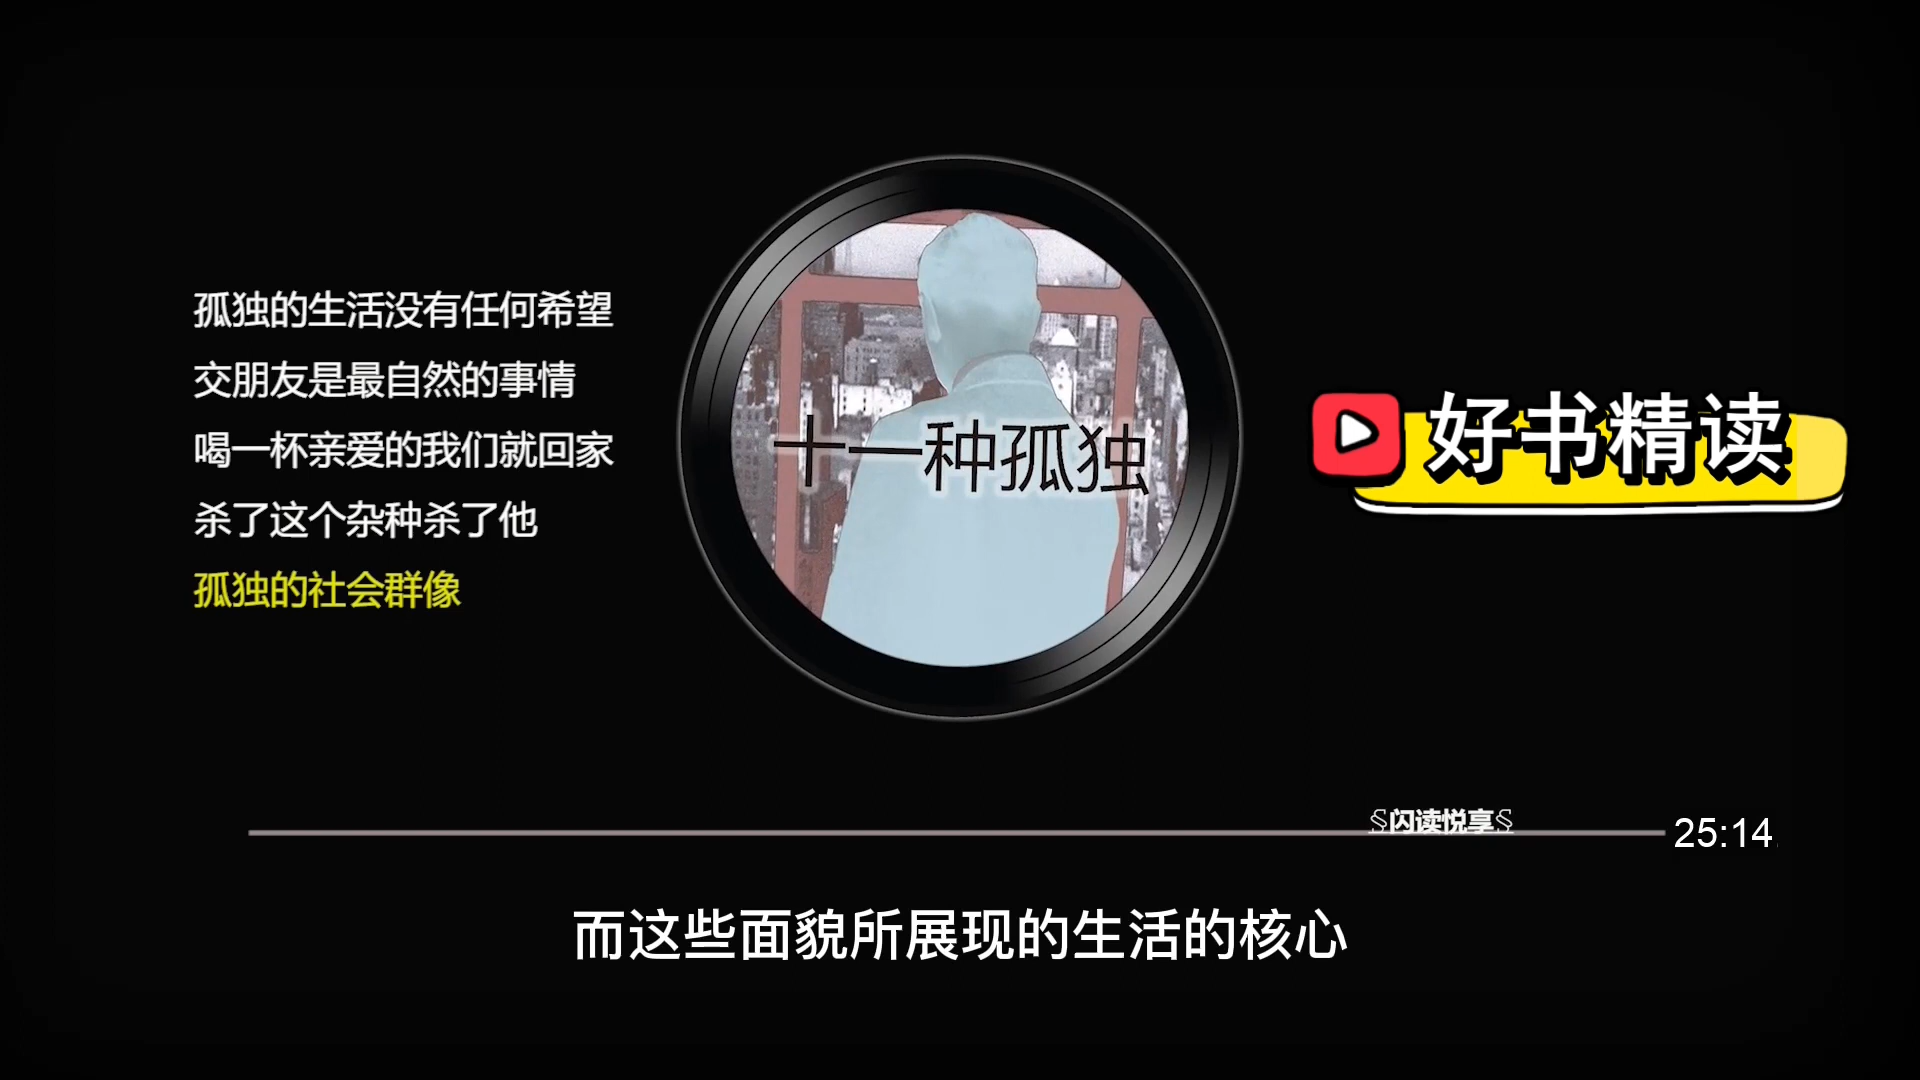 孤独的生活没有任何希望
交朋友是最自然的事情
喝一杯亲爱的我们就回家
杀了这个杂种杀了他
孤独的社会群像
十一种孤独
好书精读
§闪读悦享§
25:14
而这些面貌所展现的生活的核心